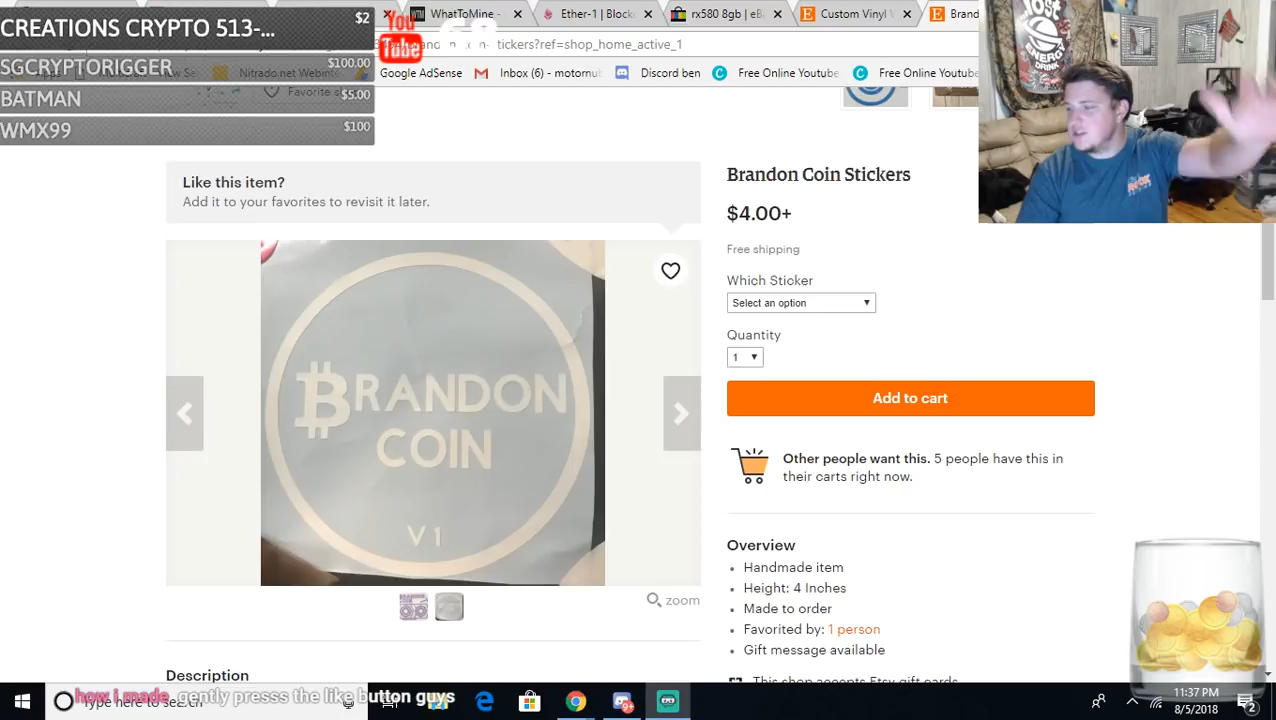 CREATIONS CRYPTO 513-... $2
SGCRYPTORIGGER $100.00
BATMAN $5.00
WMX99 $100
You
Tube
WhatToMine -
Ether-1 | Block
rx580 8gb | eB
Custom Vinyl
Brand
stickers?ref=shop_home_active_1
Nitrado.net Webint
Google AdSense
Inbox (6) - motornu
Discord ben
Free Online Youtube
Free Online Youtube
Favorite
Like this item?
Add it to your favorites to revisit it later.
BRANDON
COIN
V1
zoom
Description
Brandon Coin Stickers
$4.00+
Free shipping
Which Sticker
Select an option
Quantity
1
Add to cart
Other people want this. 5 people have this in
their carts right now.
Overview
Handmade item
Height: 4 Inches
Made to order
Favorited by: 1 person
Gift message available
This shop accepts Etsy gift cards
how i made gently presss the like button guys
Type here to search
11:37 PM
8/5/2018
2